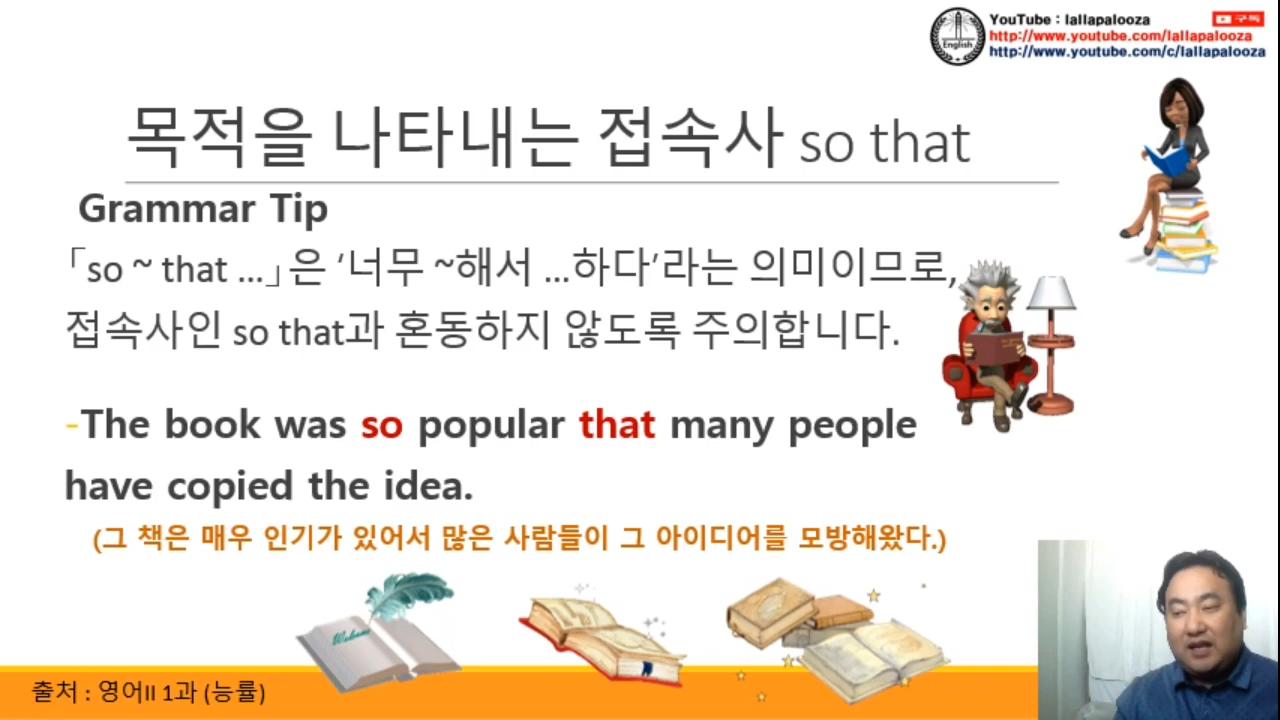 YouTube : lallapalooza
구독
http://www.youtube.com/lallapalooza
http://www.youtube.com/c/lallapalooza
English
목적을 나타내는 접속사 so that
Grammar Tip
「so ~ that ...」은 ‘너무 ~해서 ...하다’라는 의미이므로,
접속사인 so that과 혼동하지 않도록 주의합니다.
-The book was so popular that many people
have copied the idea.
(그 책은 매우 인기가 있어서 많은 사람들이 그 아이디어를 모방해왔다.)
Welcome
출처 : 영어II 1과 (능률)